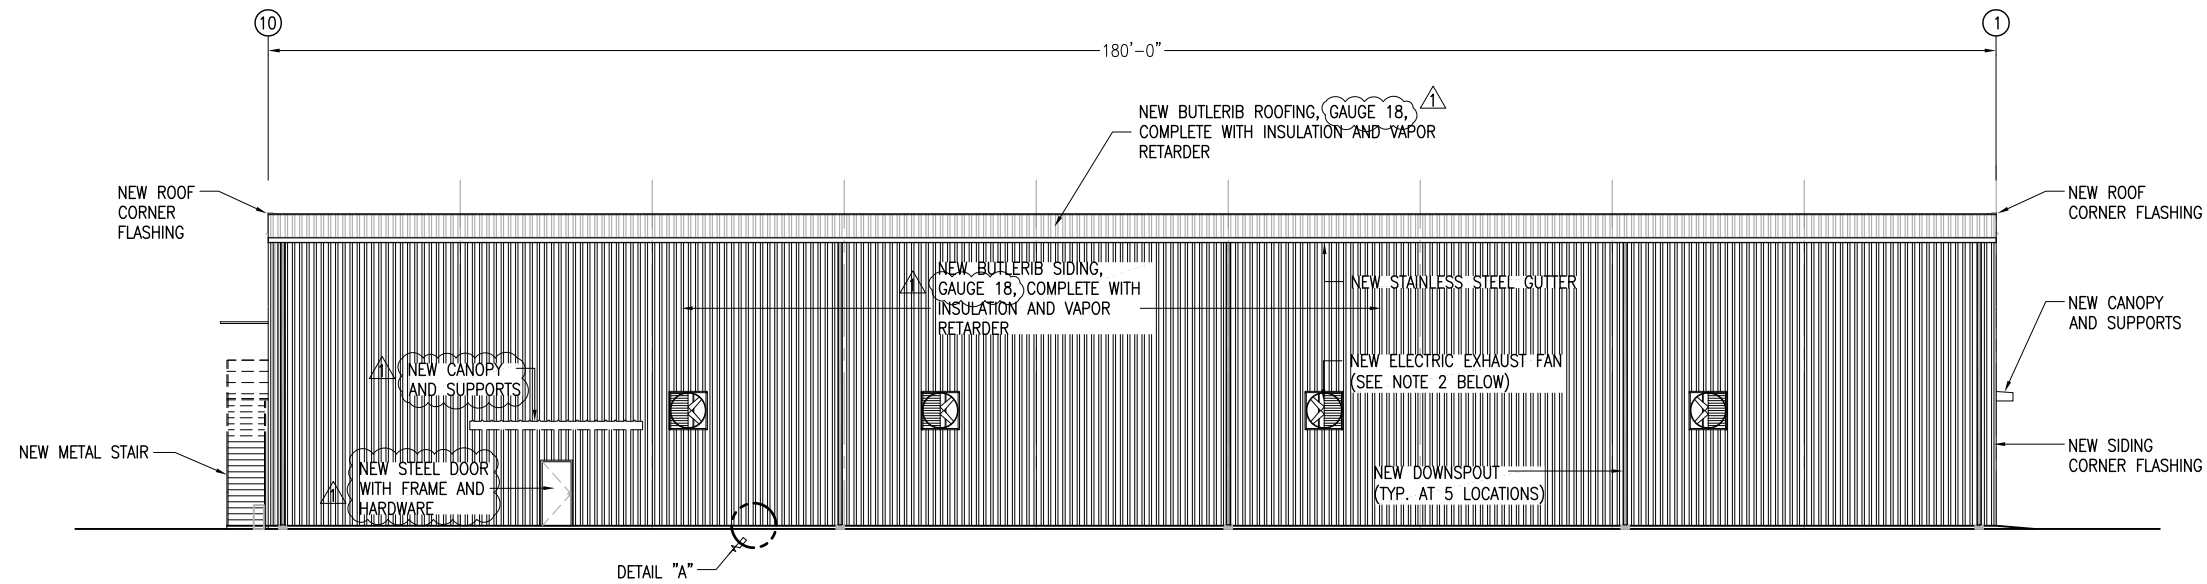 10
1
180'-0"
NEW BUTLERIB ROOFING, GAUGE 18, 1
COMPLETE WITH INSULATION AND VAPOR
RETARDER
NEW ROOF
CORNER
FLASHING
NEW ROOF
CORNER FLASHING
NEW BUTLERIB SIDING,
1 GAUGE 18, COMPLETE WITH
INSULATION AND VAPOR
RETARDER
NEW STAINLESS STEEL GUTTER
NEW CANOPY
AND SUPPORTS
1 NEW CANOPY
AND SUPPORTS
NEW ELECTRIC EXHAUST FAN
(SEE NOTE 2 BELOW)
NEW METAL STAIR
NEW STEEL DOOR
1 WITH FRAME AND
HARDWARE
NEW DOWNSPOUT
(TYP. AT 5 LOCATIONS)
NEW SIDING
CORNER FLASHING
DETAIL "A"